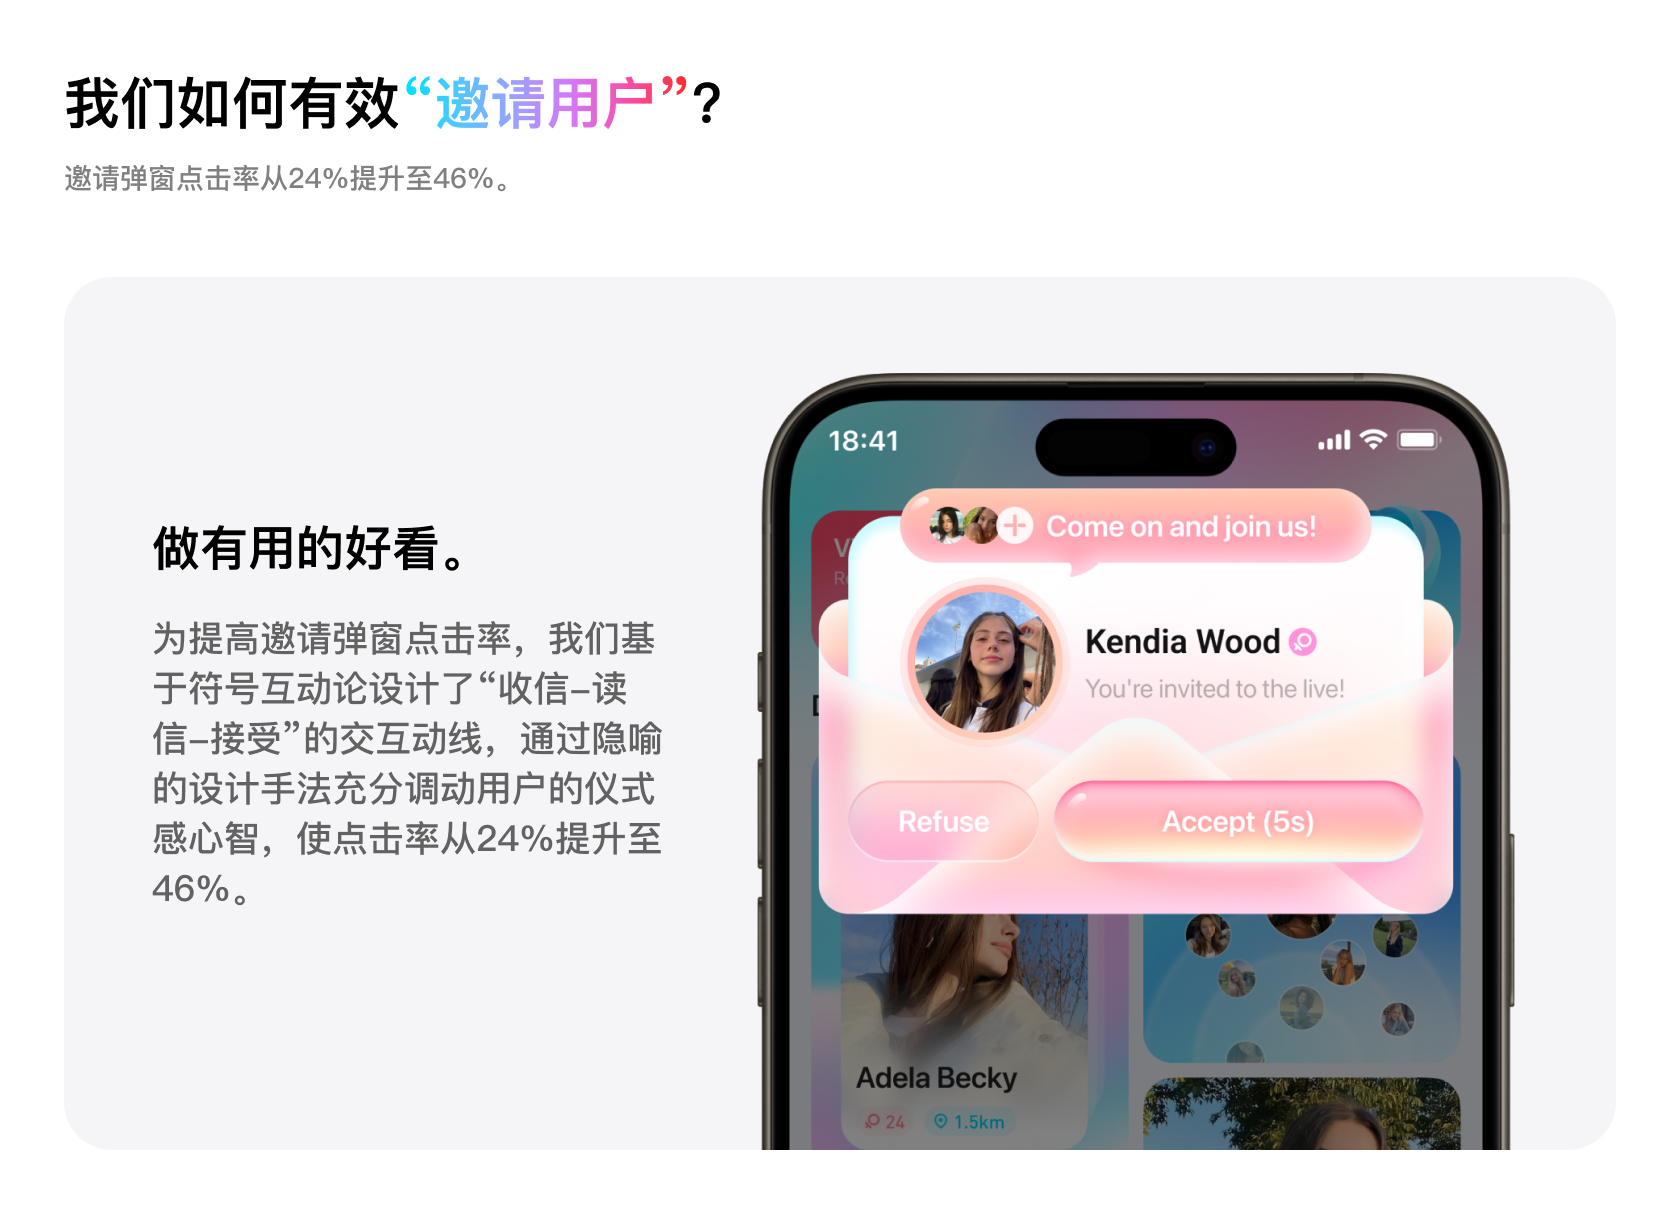 我们如何有效“邀请用户”?
邀请弹窗点击率从24%提升至46%。
做有用的好看。
为提高邀请弹窗点击率，我们基
于符号互动论设计了“收信–读
信–接受”的交互动线，通过隐喻
的设计手法充分调动用户的仪式
感心智，使点击率从24%提升至
46%。
18:41
Come on and join us!
Kendia Wood
You're invited to the live!
Refuse
Accept (5s)
Adela Becky
24
1.5km